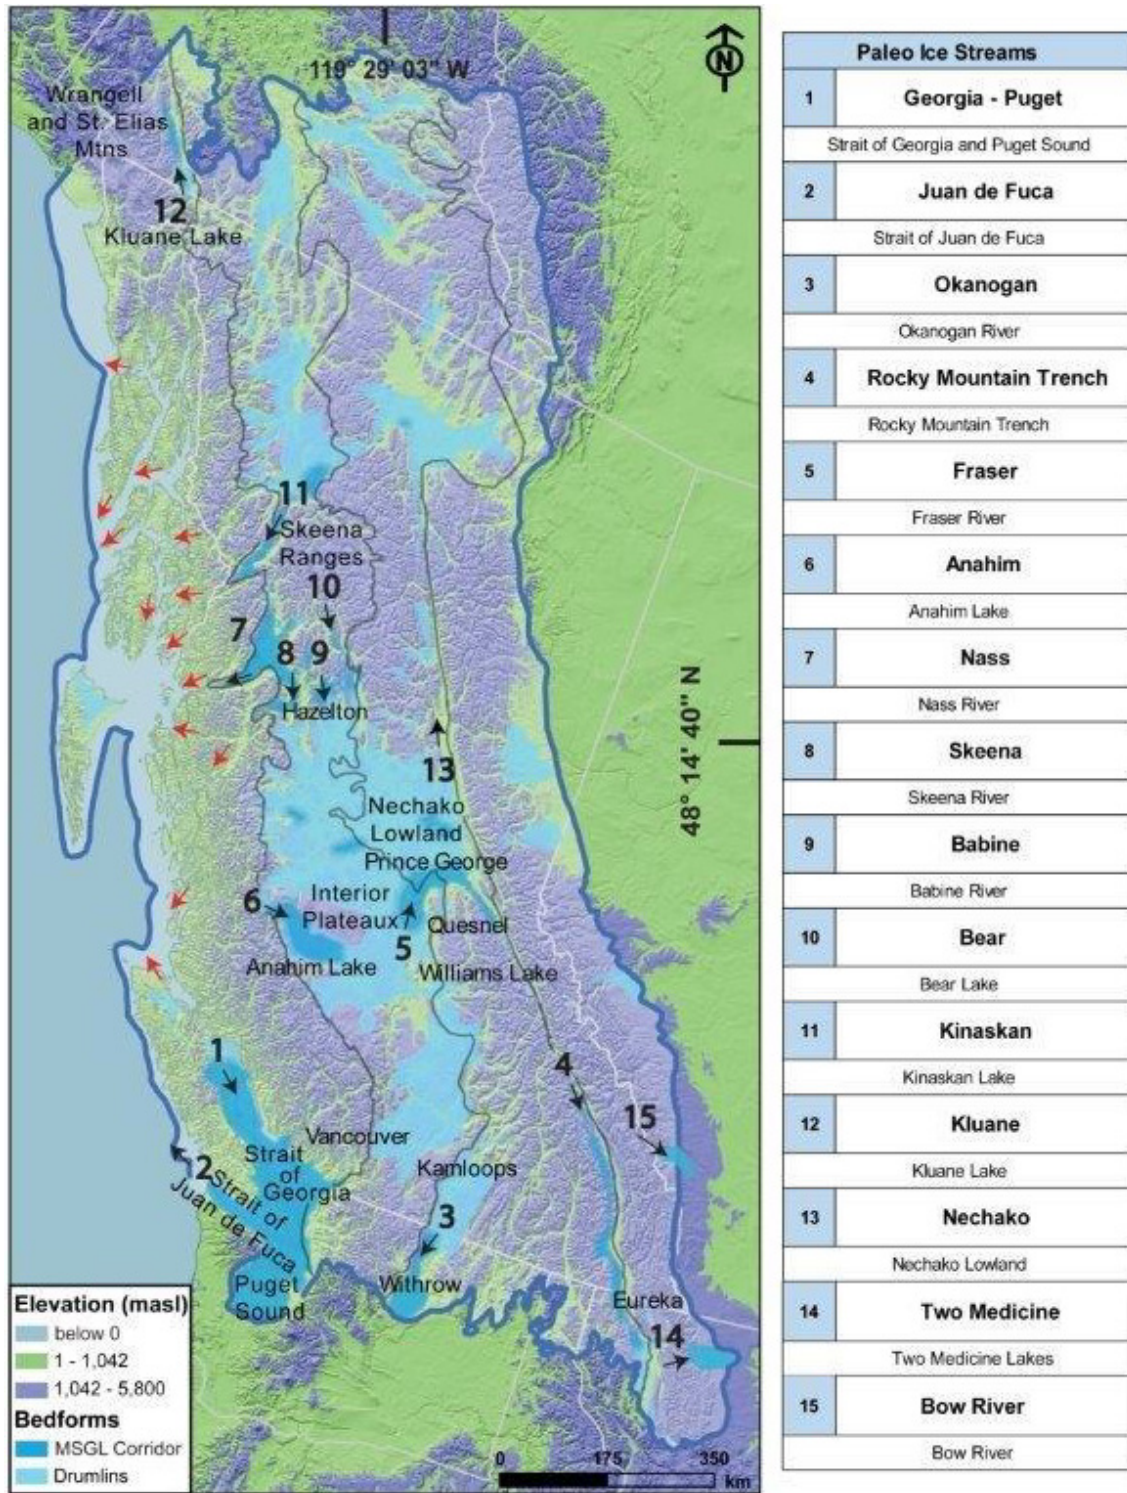 119° 29' 03" W
N
Wrangell
and St. Elias
Mtns
12
Kluane Lake
11
Skeena
Ranges
10
7
8
9
Hazelton
48° 14' 40" N
13
Nechako
Lowland
Prince George
6
Interior
Plateaux
5
Quesnel
Anahim Lake
Williams Lake
1
4
15
Vancouver
Strait
of
Georgia
Kamloops
2
Strait of
Juan de Fuca
3
Puget
Sound
Withrow
Eureka
14
Elevation (masl)
below 0
1 - 1,042
1,042 - 5,800
Bedforms
MSGL Corridor
Drumlins
0 175 350
km
Paleo Ice Streams
1 Georgia - Puget
Strait of Georgia and Puget Sound
2 Juan de Fuca
Strait of Juan de Fuca
3 Okanogan
Okanogan River
4 Rocky Mountain Trench
Rocky Mountain Trench
5 Fraser
Fraser River
6 Anahim
Anahim Lake
7 Nass
Nass River
8 Skeena
Skeena River
9 Babine
Babine River
10 Bear
Bear Lake
11 Kinaskan
Kinaskan Lake
12 Kluane
Kluane Lake
13 Nechako
Nechako Lowland
14 Two Medicine
Two Medicine Lakes
15 Bow River
Bow River